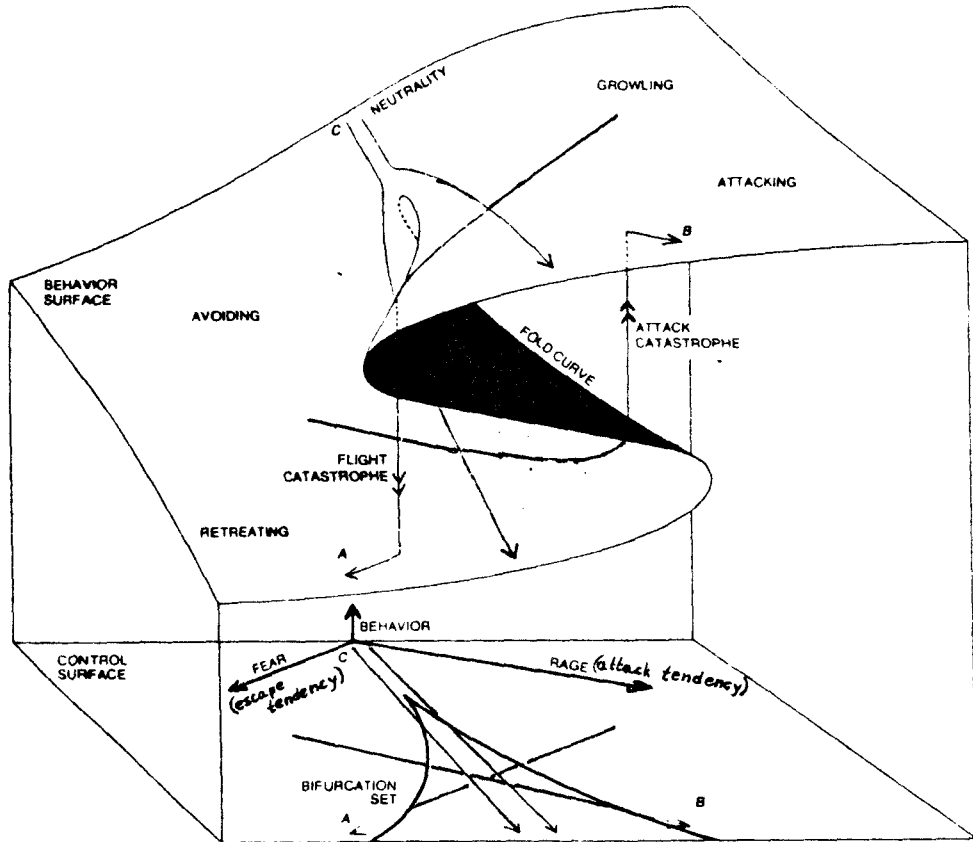 NEUTRALITY
C
GROWLING
ATTACKING
B
BEHAVIOR
SURFACE
AVOIDING
FOLD CURVE
ATTACK
CATASTROPHE
FLIGHT
CATASTROPHE
RETREATING
A
BEHAVIOR
CONTROL
SURFACE
FEAR
(escape
tendency)
C
RAGE (attack tendency)
BIFURCATION
SET
A
B